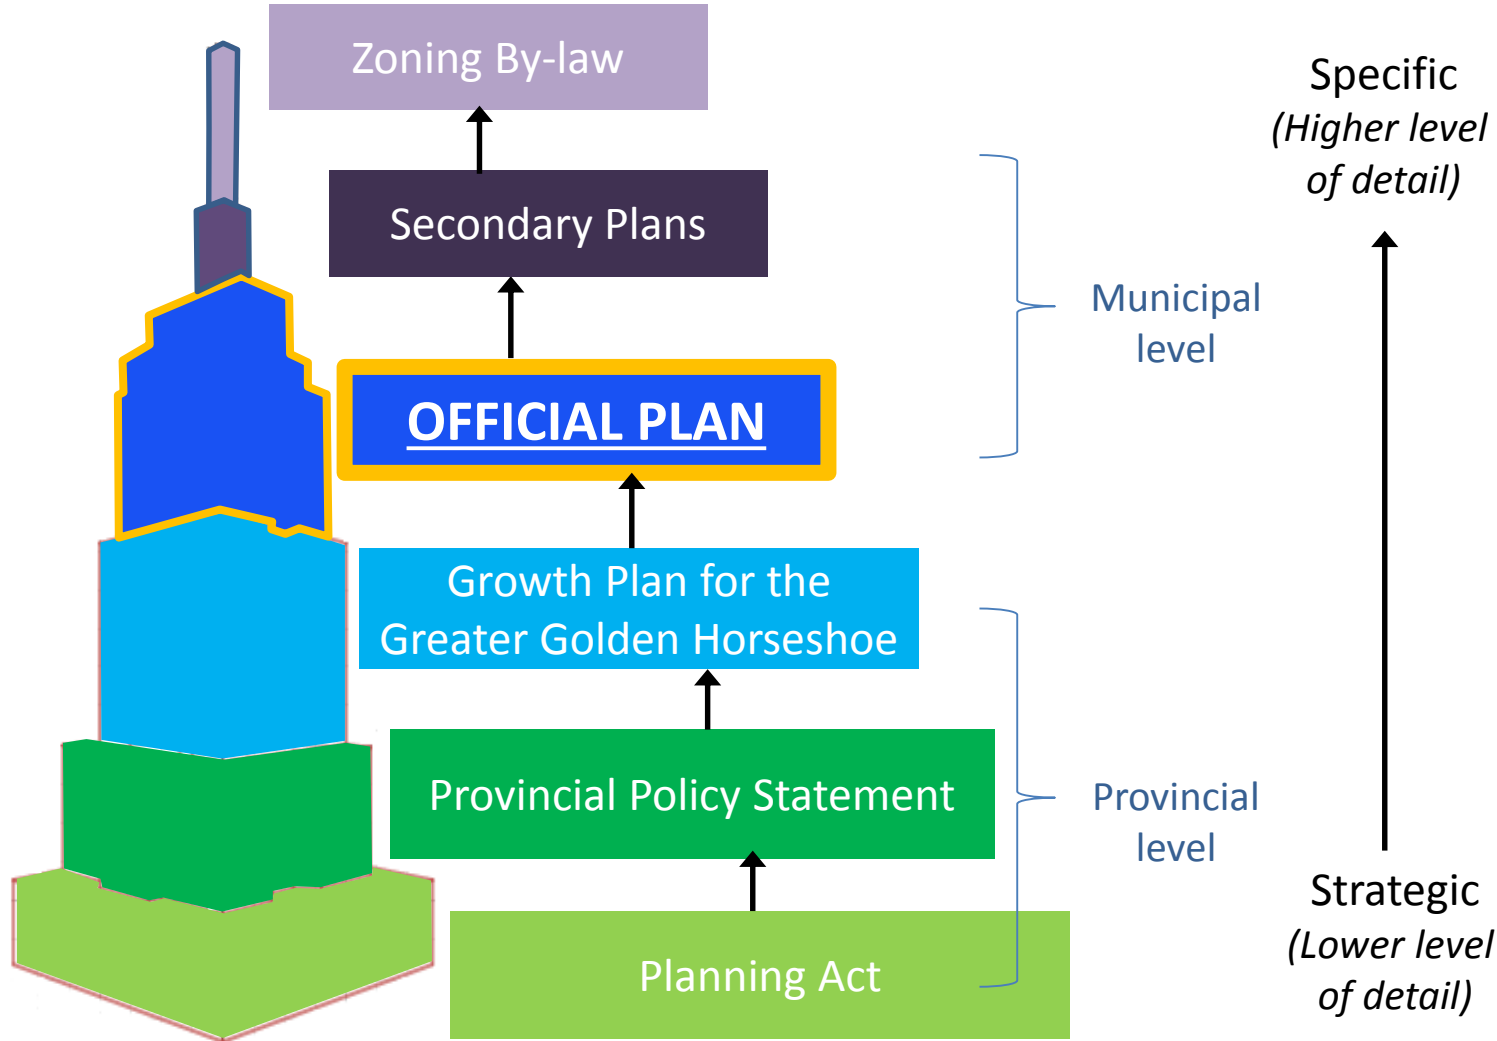 Zoning By-law
Secondary Plans
OFFICIAL PLAN
Growth Plan for the
Greater Golden Horseshoe
Provincial Policy Statement
Planning Act
Municipal
level
Provincial
level
Specific
(Higher level
of detail)
Strategic
(Lower level
of detail)